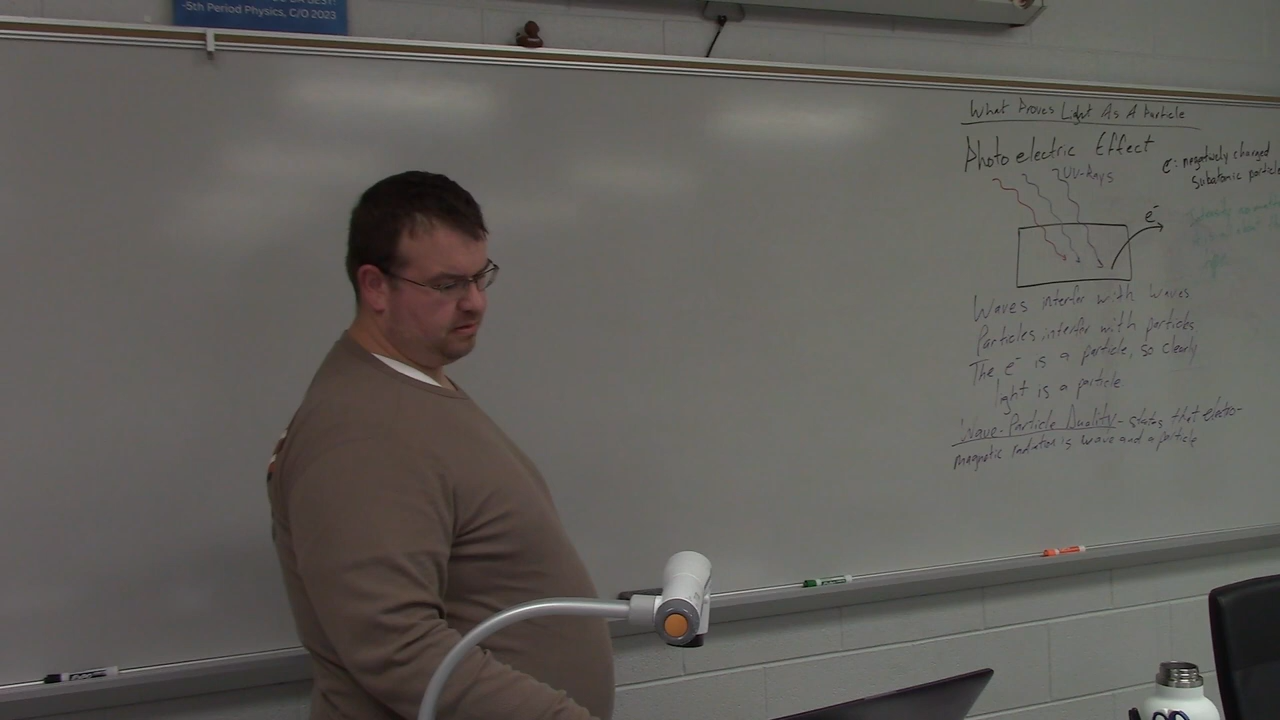 BEST!
-5th Period Physics, C/O 2023
What Proves Light As A Particle
Photoelectric Effect
UV-Rays
e⁻: negatively charged
subatomic particle
e⁻
Waves interfer with waves
Particles interfer with particles
The e⁻ is a particle, so clearly
light is a particle
Wave-Particle Duality - states that electro-
magnetic radiation is wave and a particle